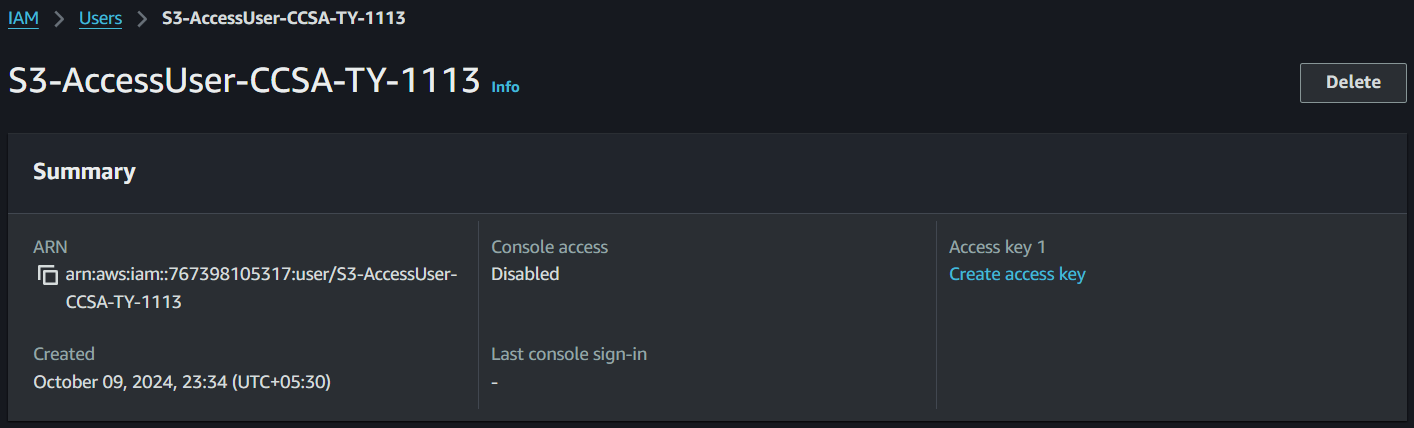 IAM > Users > S3-AccessUser-CCSA-TY-1113
S3-AccessUser-CCSA-TY-1113 Info
Delete
Summary
ARN
arn:aws:iam::767398105317:user/S3-AccessUser-
CCSA-TY-1113
Created
October 09, 2024, 23:34 (UTC+05:30)
Console access
Disabled
Last console sign-in
-
Access key 1
Create access key